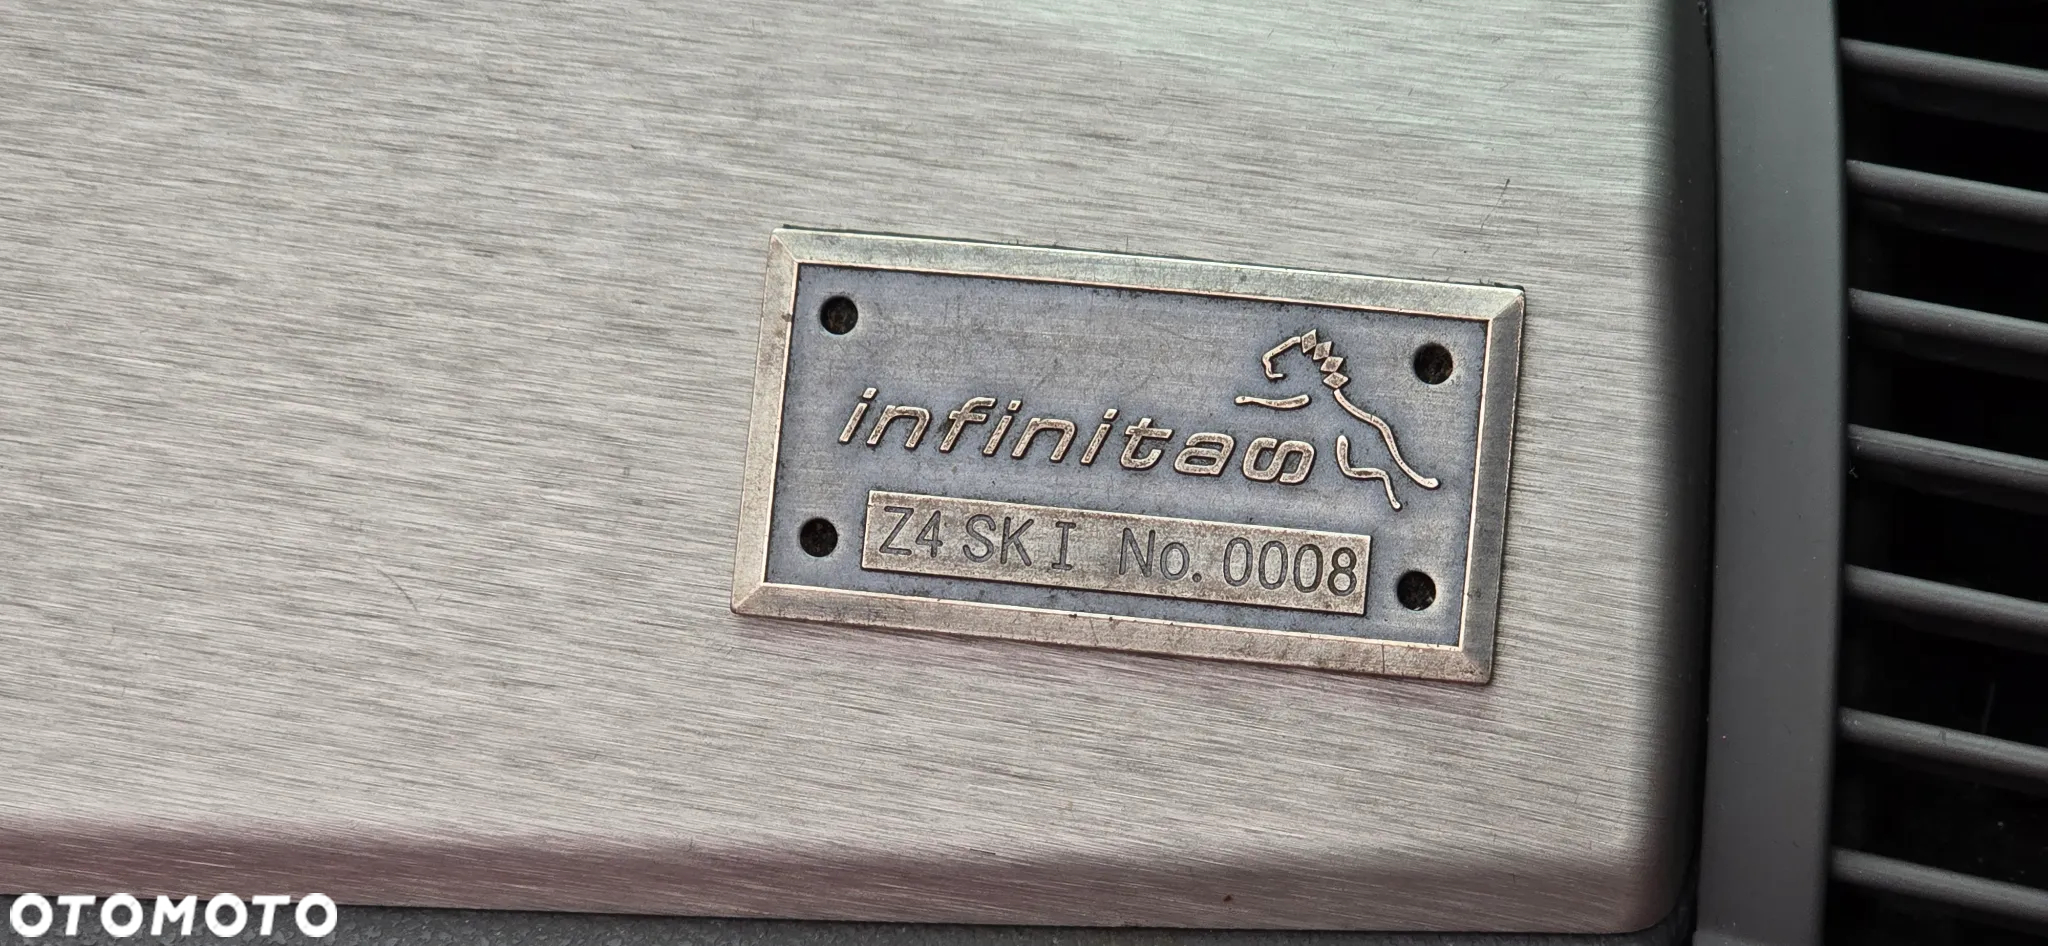 infinitas
Z4 SK I No. 0008
OTOMOTO